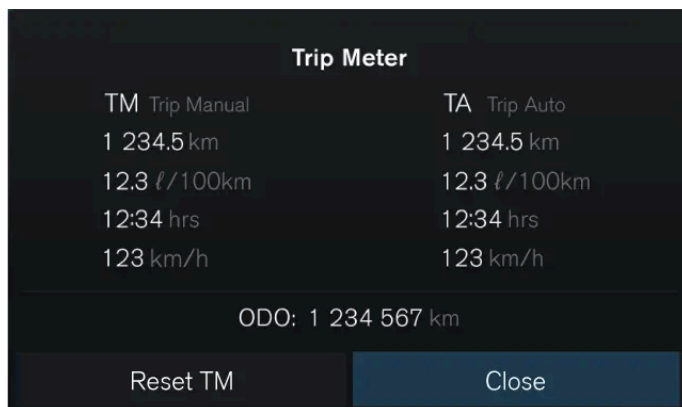 Trip Meter
TM Trip Manual
1 234.5 km
12.3 ℓ/100km
12:34 hrs
123 km/h
TA Trip Auto
1 234.5 km
12.3 ℓ/100km
12:34 hrs
123 km/h
ODO: 1 234 567 km
Reset TM
Close